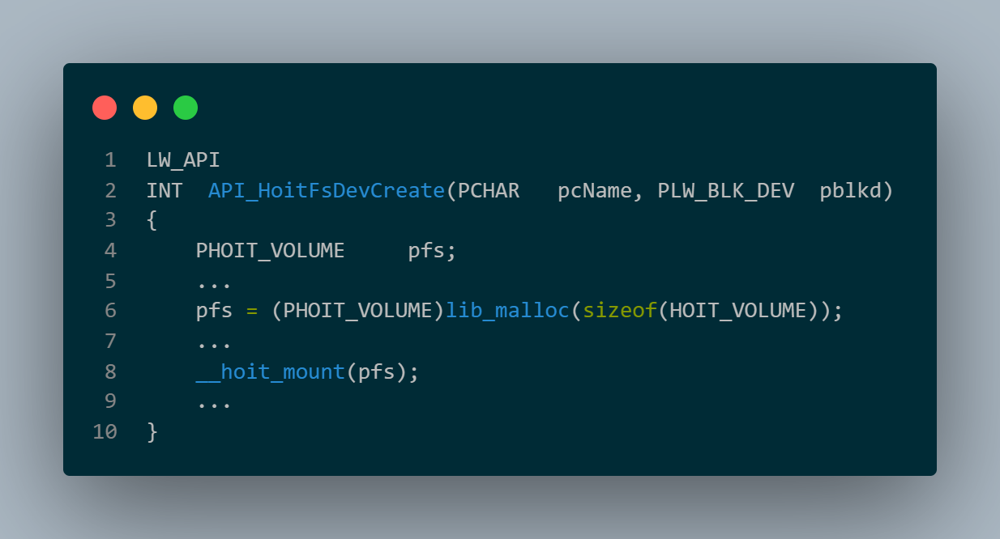 1 LW_API
2 INT  API_HoitFsDevCreate(PCHAR   pcName, PLW_BLK_DEV  pblkd)
3 {
4     PHOIT_VOLUME     pfs;
5     ...
6     pfs = (PHOIT_VOLUME)lib_malloc(sizeof(HOIT_VOLUME));
7     ...
8     __hoit_mount(pfs);
9     ...
10 }